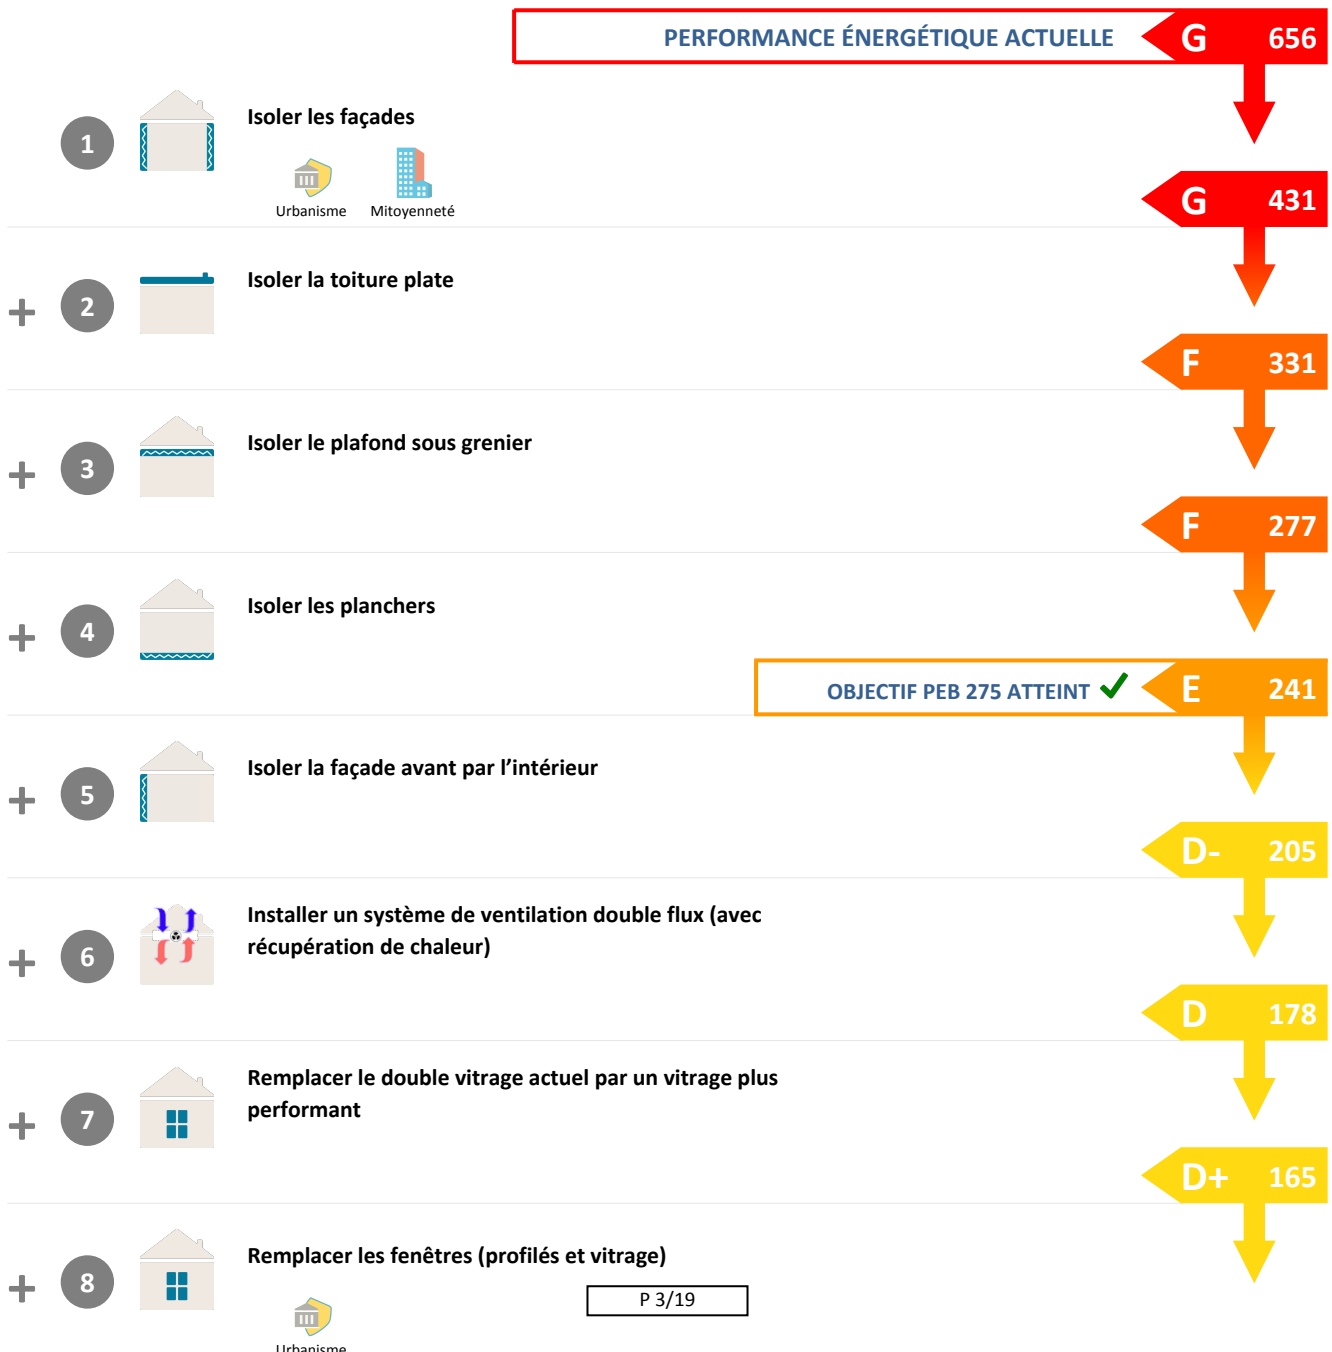 PERFORMANCE ÉNERGÉTIQUE ACTUELLE G 656
1 Isoler les façades
Urbanisme Mitoyenneté
G 431
+ 2 Isoler la toiture plate
F 331
+ 3 Isoler le plafond sous grenier
F 277
+ 4 Isoler les planchers
OBJECTIF PEB 275 ATTEINT ✓ E 241
+ 5 Isoler la façade avant par l’intérieur
D- 205
+ 6 Installer un système de ventilation double flux (avec
récupération de chaleur)
D 178
+ 7 Remplacer le double vitrage actuel par un vitrage plus
performant
D+ 165
+ 8 Remplacer les fenêtres (profilés et vitrage)
P 3/19
Urbanisme